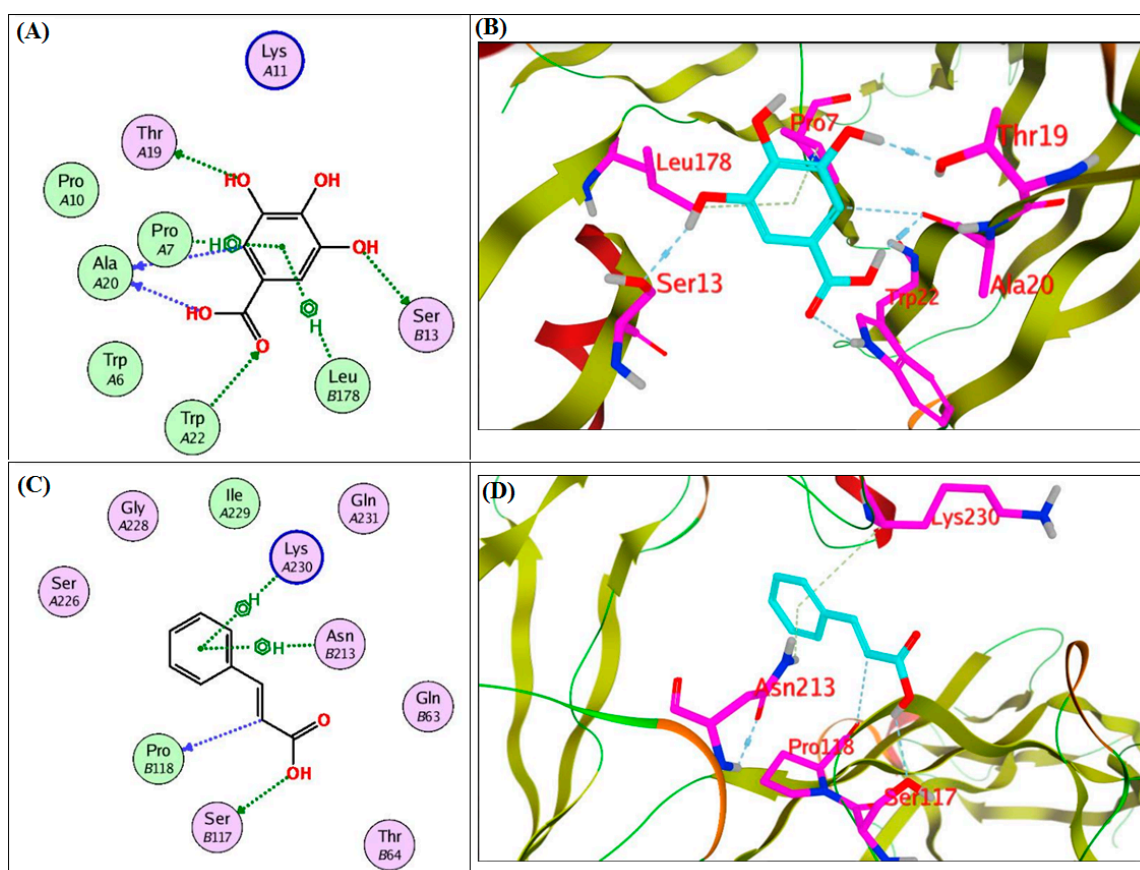 (A)
Lys
A11
Thr
A19
Pro
A10
HO
OH
Pro
A7
H
OH
Ala
A20
HO
O
H
Ser
B13
Trp
A6
Leu
B178
Trp
A22
(B)
Pro7
Thr19
Leu178
Ser13
Trp22
Ala20
(C)
Gly
A228
Ile
A229
Gln
A231
Lys
A230
Ser
A226
H
H
Asn
B213
Gln
B63
O
Pro
B118
OH
Ser
B117
Thr
B64
(D)
Lys230
Asn213
Pro118
Ser117